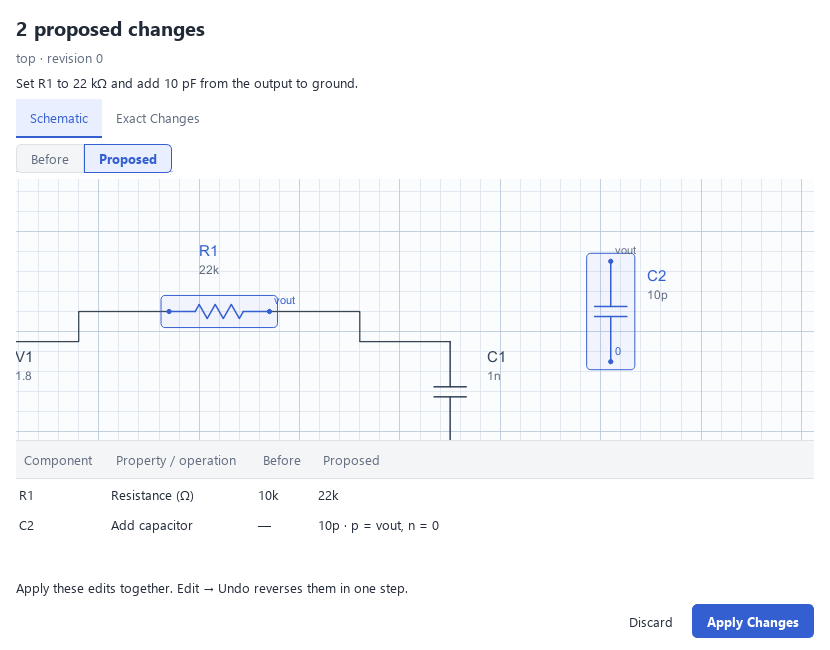 2 proposed changes
top · revision 0
Set R1 to 22 kΩ and add 10 pF from the output to ground.
Schematic Exact Changes
Before Proposed
R1
22k
vout
vout
C2
10p
0
V1
1.8
C1
1n
Component Property / operation Before Proposed
R1 Resistance (Ω) 10k 22k
C2 Add capacitor — 10p · p = vout, n = 0
Apply these edits together. Edit → Undo reverses them in one step.
Discard Apply Changes